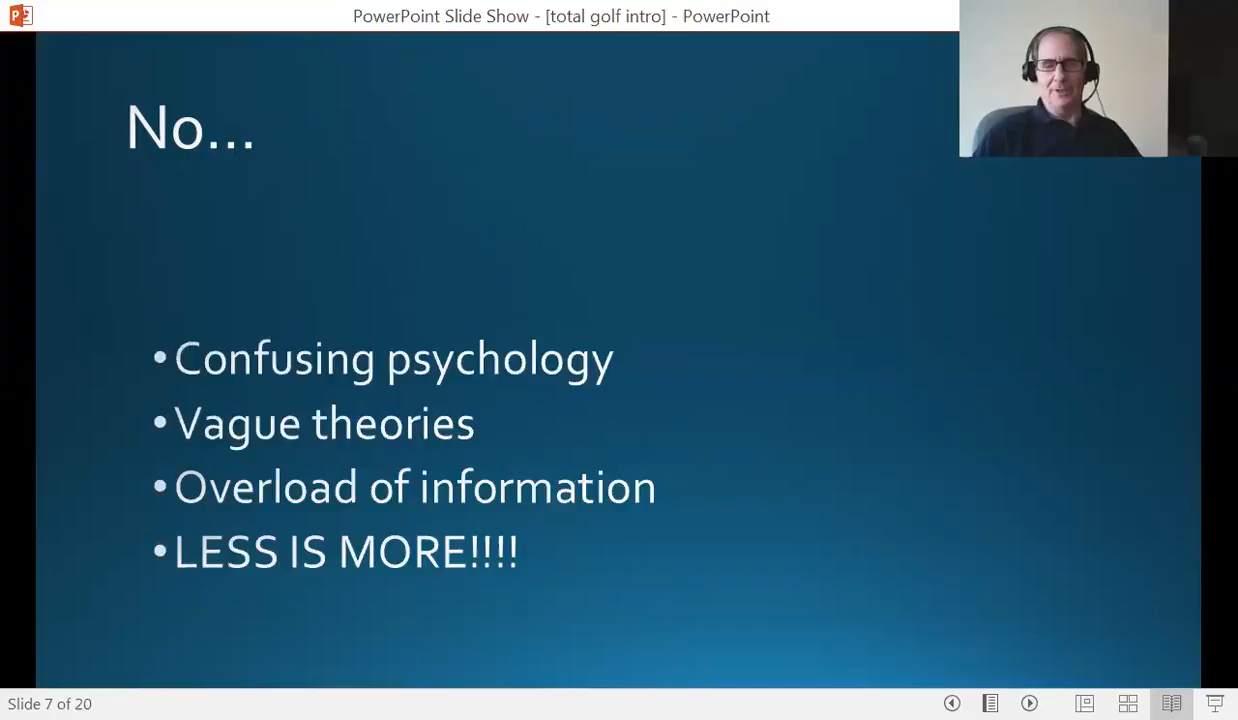 PowerPoint Slide Show - [total golf intro] - PowerPoint
No...
•Confusing psychology
•Vague theories
•Overload of information
•LESS IS MORE!!!!
Slide 7 of 20